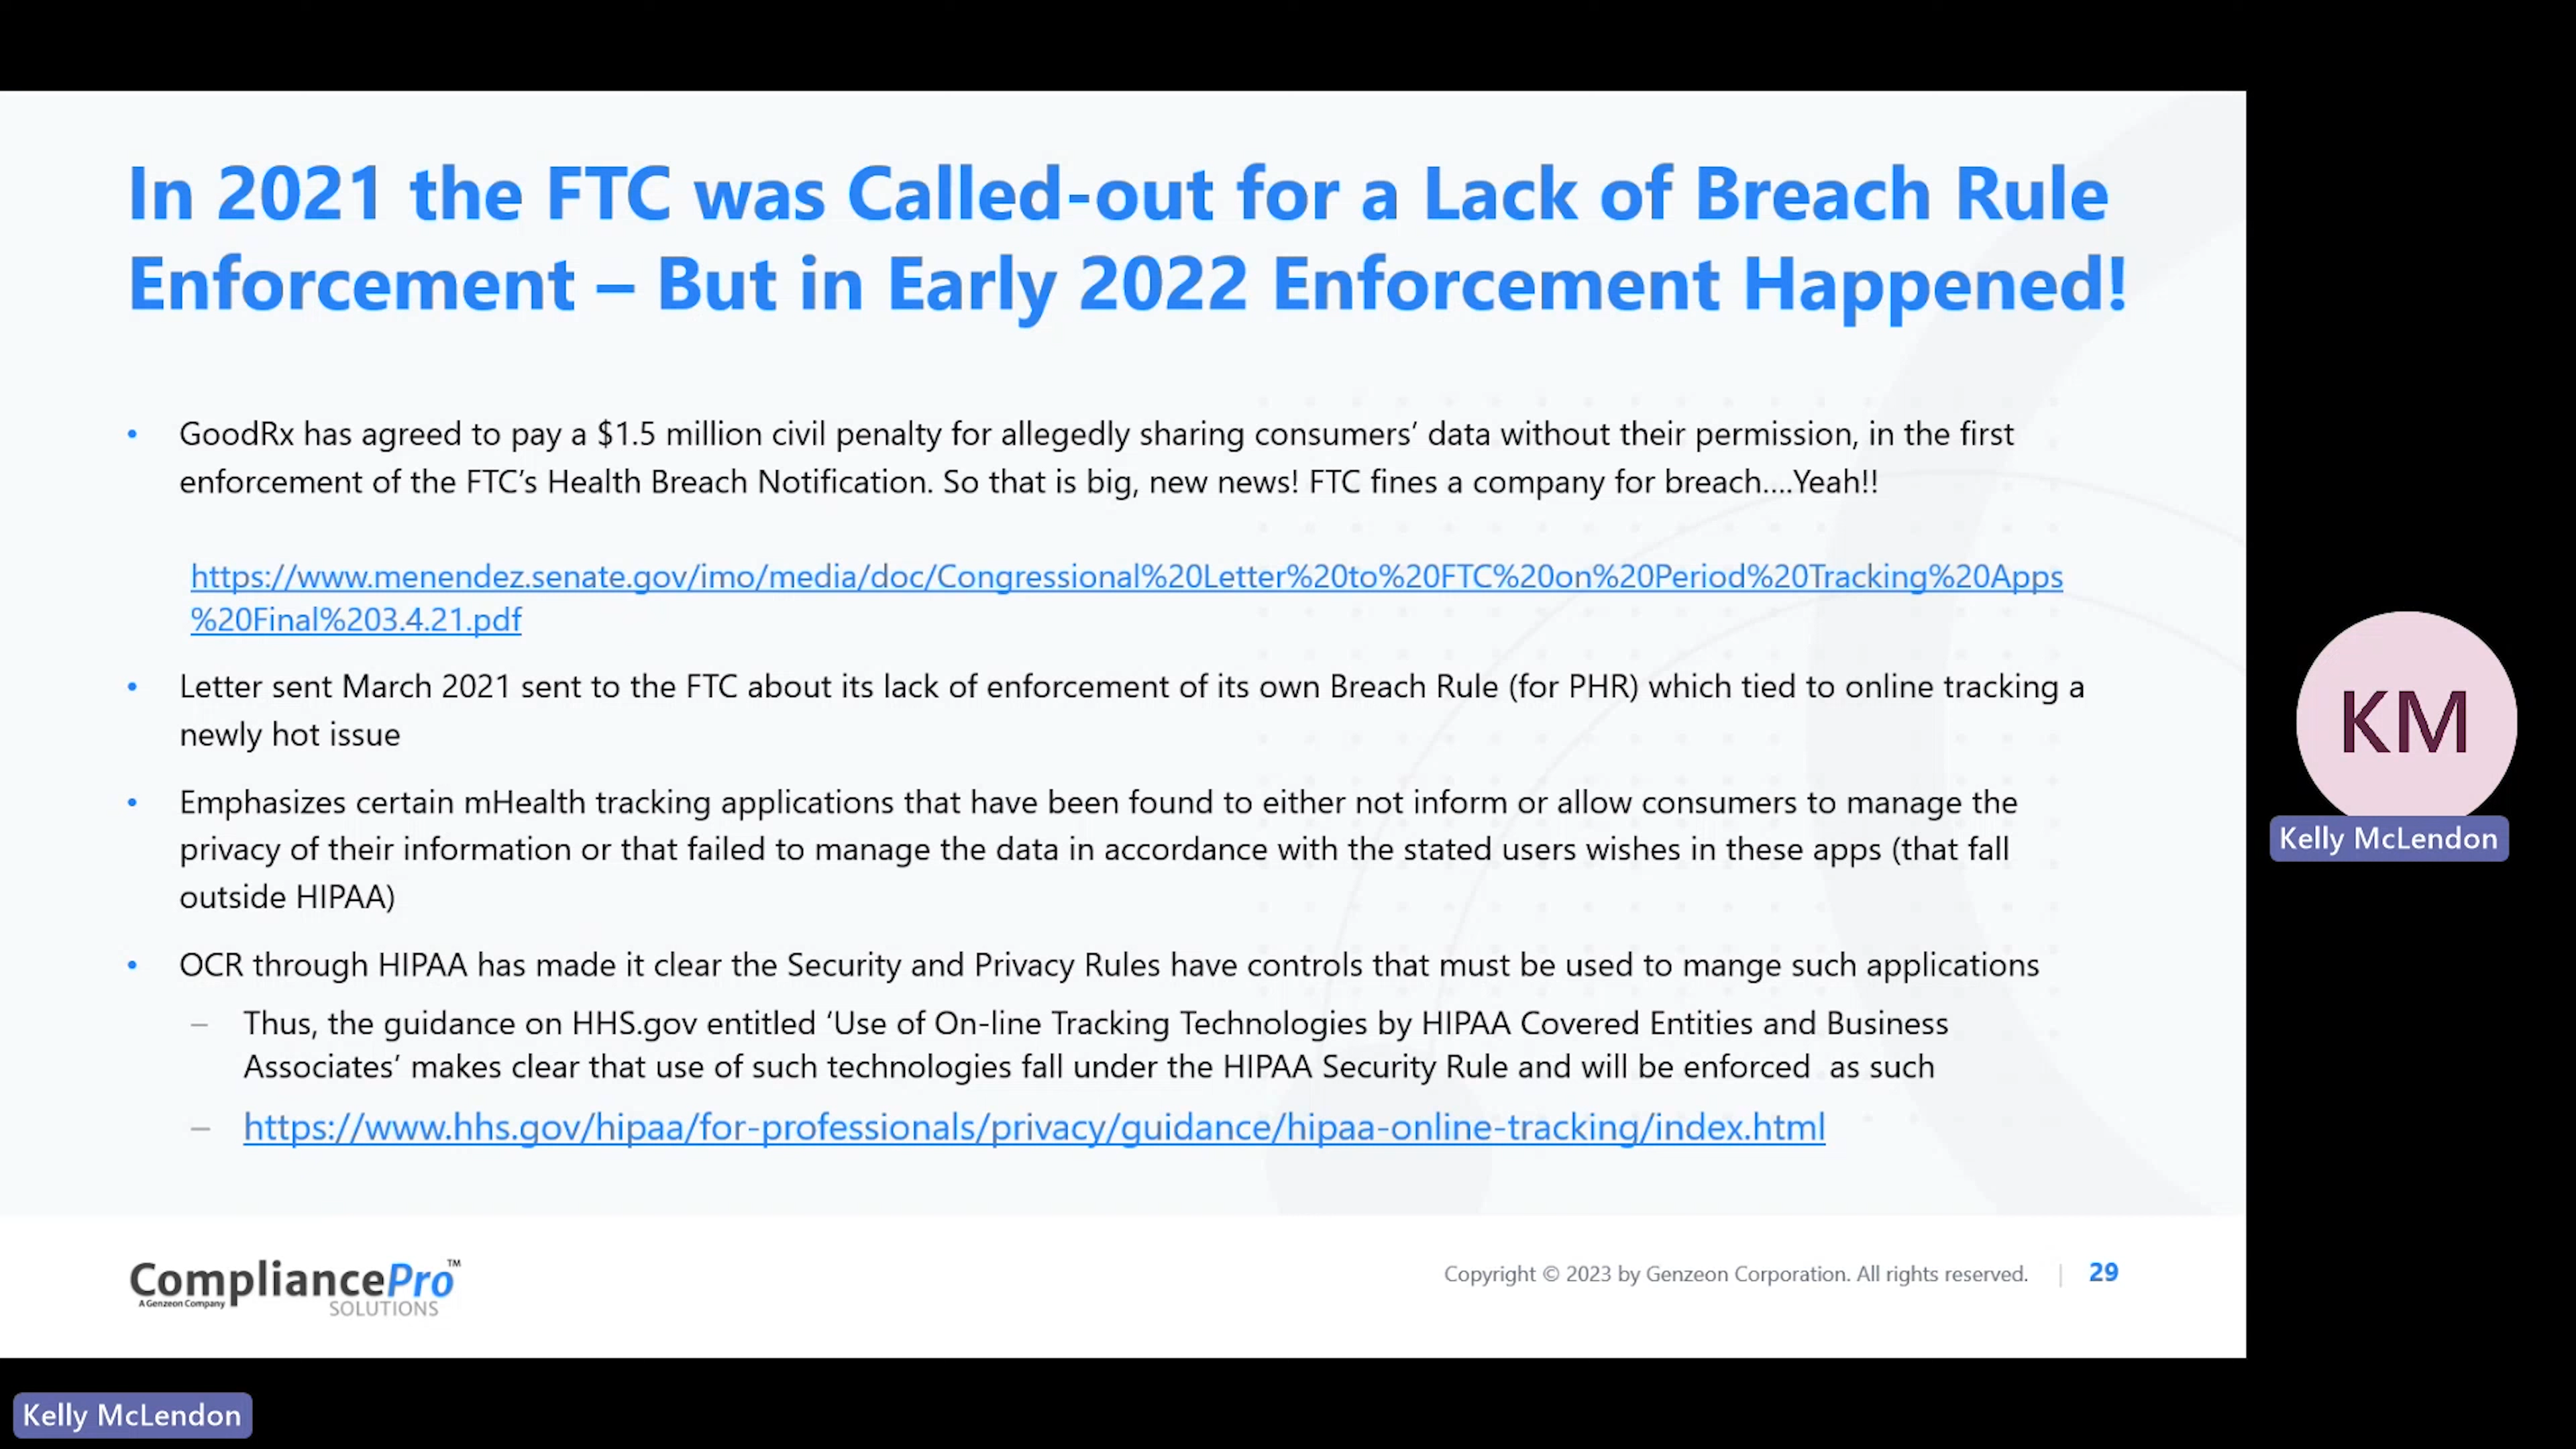 In 2021 the FTC was Called-out for a Lack of Breach Rule
Enforcement – But in Early 2022 Enforcement Happened!
• GoodRx has agreed to pay a $1.5 million civil penalty for allegedly sharing consumers’ data without their permission, in the first
enforcement of the FTC’s Health Breach Notification. So that is big, new news! FTC fines a company for breach....Yeah!!
https://www.menendez.senate.gov/imo/media/doc/Congressional%20Letter%20to%20FTC%20on%20Period%20Tracking%20Apps
%20Final%203.4.21.pdf
• Letter sent March 2021 sent to the FTC about its lack of enforcement of its own Breach Rule (for PHR) which tied to online tracking a
newly hot issue
• Emphasizes certain mHealth tracking applications that have been found to either not inform or allow consumers to manage the
privacy of their information or that failed to manage the data in accordance with the stated users wishes in these apps (that fall
outside HIPAA)
• OCR through HIPAA has made it clear the Security and Privacy Rules have controls that must be used to mange such applications
– Thus, the guidance on HHS.gov entitled ‘Use of On-line Tracking Technologies by HIPAA Covered Entities and Business
Associates’ makes clear that use of such technologies fall under the HIPAA Security Rule and will be enforced as such
– https://www.hhs.gov/hipaa/for-professionals/privacy/guidance/hipaa-online-tracking/index.html
KM
Kelly McLendon
CompliancePro™
A Genzeon Company
SOLUTIONS
Copyright © 2023 by Genzeon Corporation. All rights reserved. | 29
Kelly McLendon